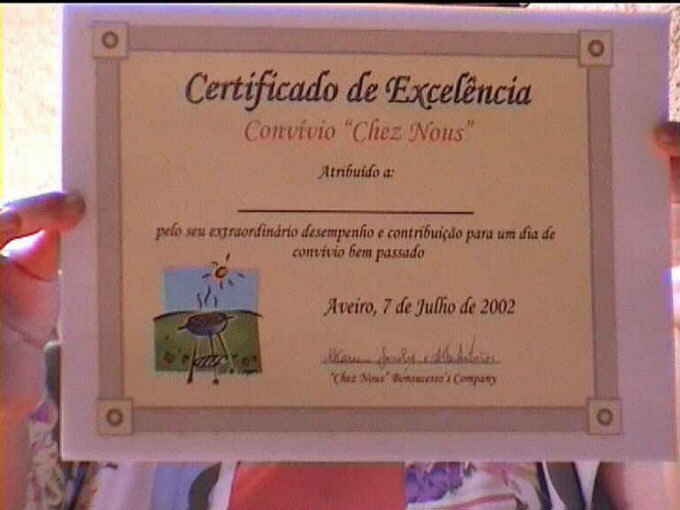 Certificado de Excelência
Convívio "Chez Nous"
Atribuído a:
pelo seu extraordinário desempenho e contribuição para um dia de
convívio bem passado
Aveiro, 7 de Julho de 2002
"Chez Nous" Bonsucesso's Company